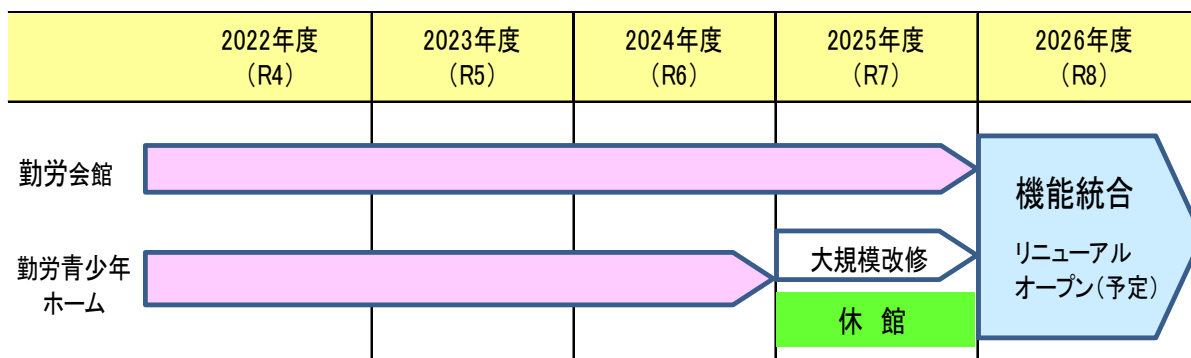 2022年度
（R4）
2023年度
（R5）
2024年度
（R6）
2025年度
（R7）
2026年度
（R8）
勤労会館
勤労青少年
ホーム
大規模改修
休 館
機能統合
リニューアル
オープン（予定）